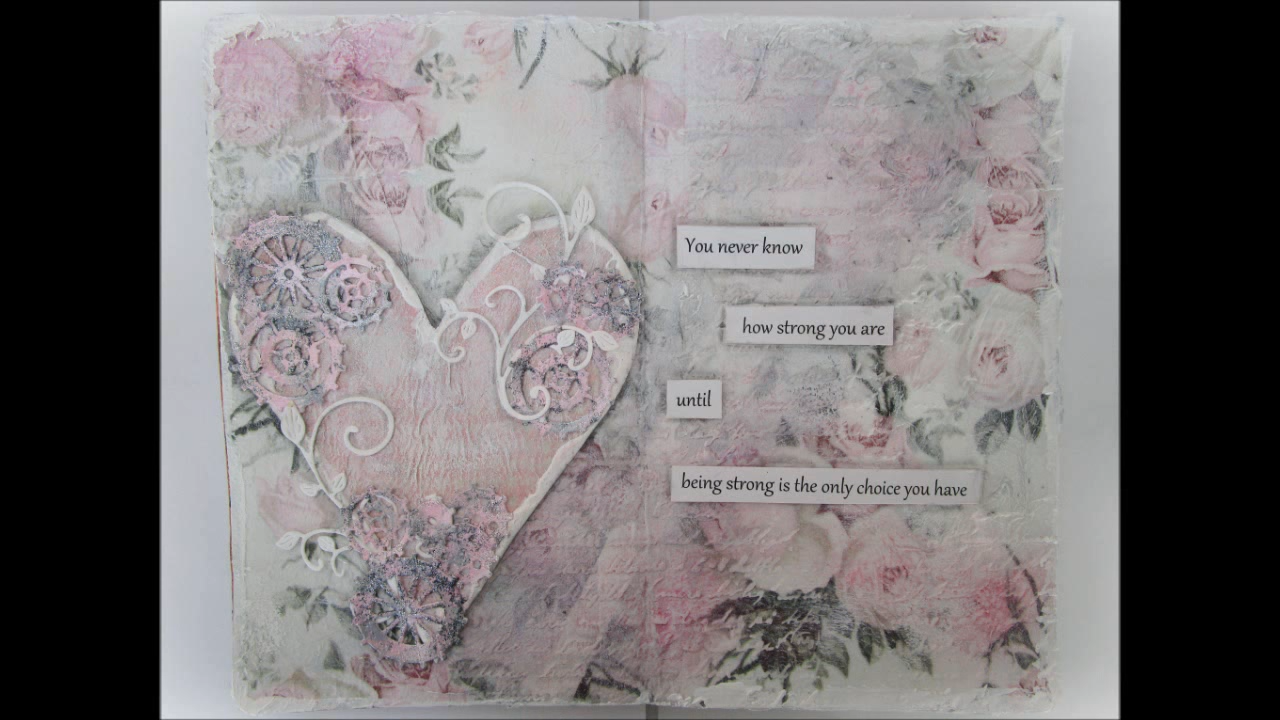 You never know
how strong you are
until
being strong is the only choice you have